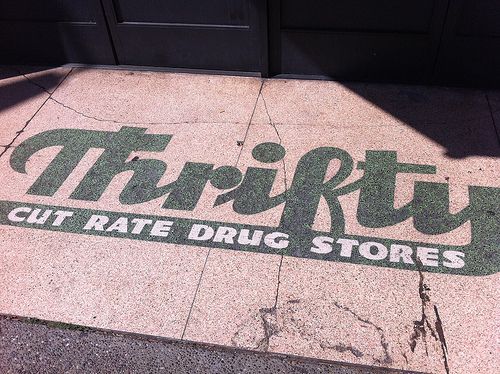 Thrifty
CUT RATE DRUG STORES